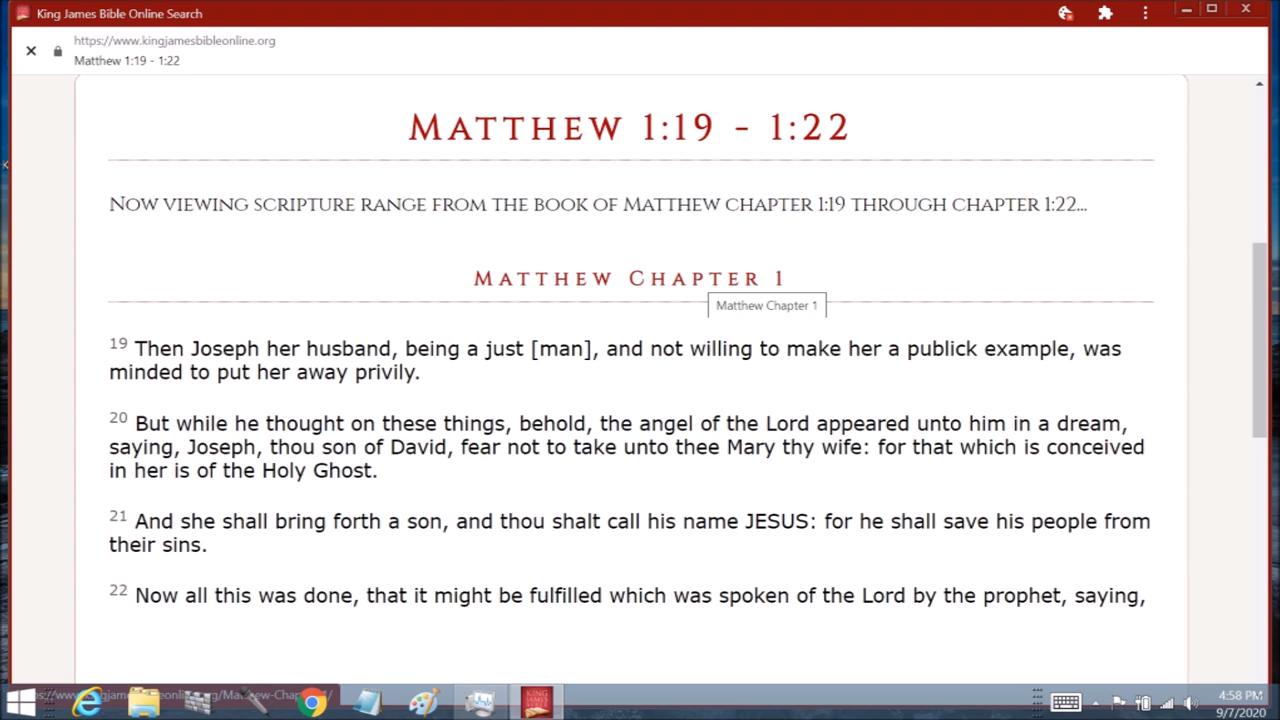 King James Bible Online Search
https://www.kingjamesbibleonline.org
Matthew 1:19 - 1:22
Matthew 1:19 - 1:22
Now viewing scripture range from the book of Matthew chapter 1:19 through chapter 1:22...
Matthew Chapter 1
Matthew Chapter 1
19 Then Joseph her husband, being a just [man], and not willing to make her a publick example, was
minded to put her away privily.
20 But while he thought on these things, behold, the angel of the Lord appeared unto him in a dream,
saying, Joseph, thou son of David, fear not to take unto thee Mary thy wife: for that which is conceived
in her is of the Holy Ghost.
21 And she shall bring forth a son, and thou shalt call his name JESUS: for he shall save his people from
their sins.
22 Now all this was done, that it might be fulfilled which was spoken of the Lord by the prophet, saying,
KING
JAMES
BIBLE
4:58 PM
9/7/2020